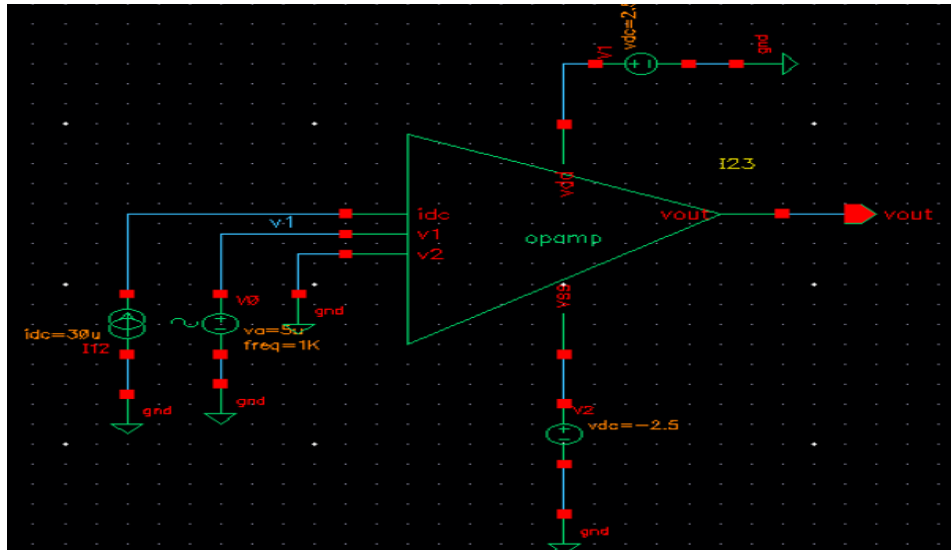 V1
vdc=2.5
gnd
I23
vdd
idc
v-1
vout
vout
v1
opamp
v2
vss
V0
gnd
idc=30u
va=5u
I12
freq=1K
gnd
gnd
v2
vdc=-2.5
gnd